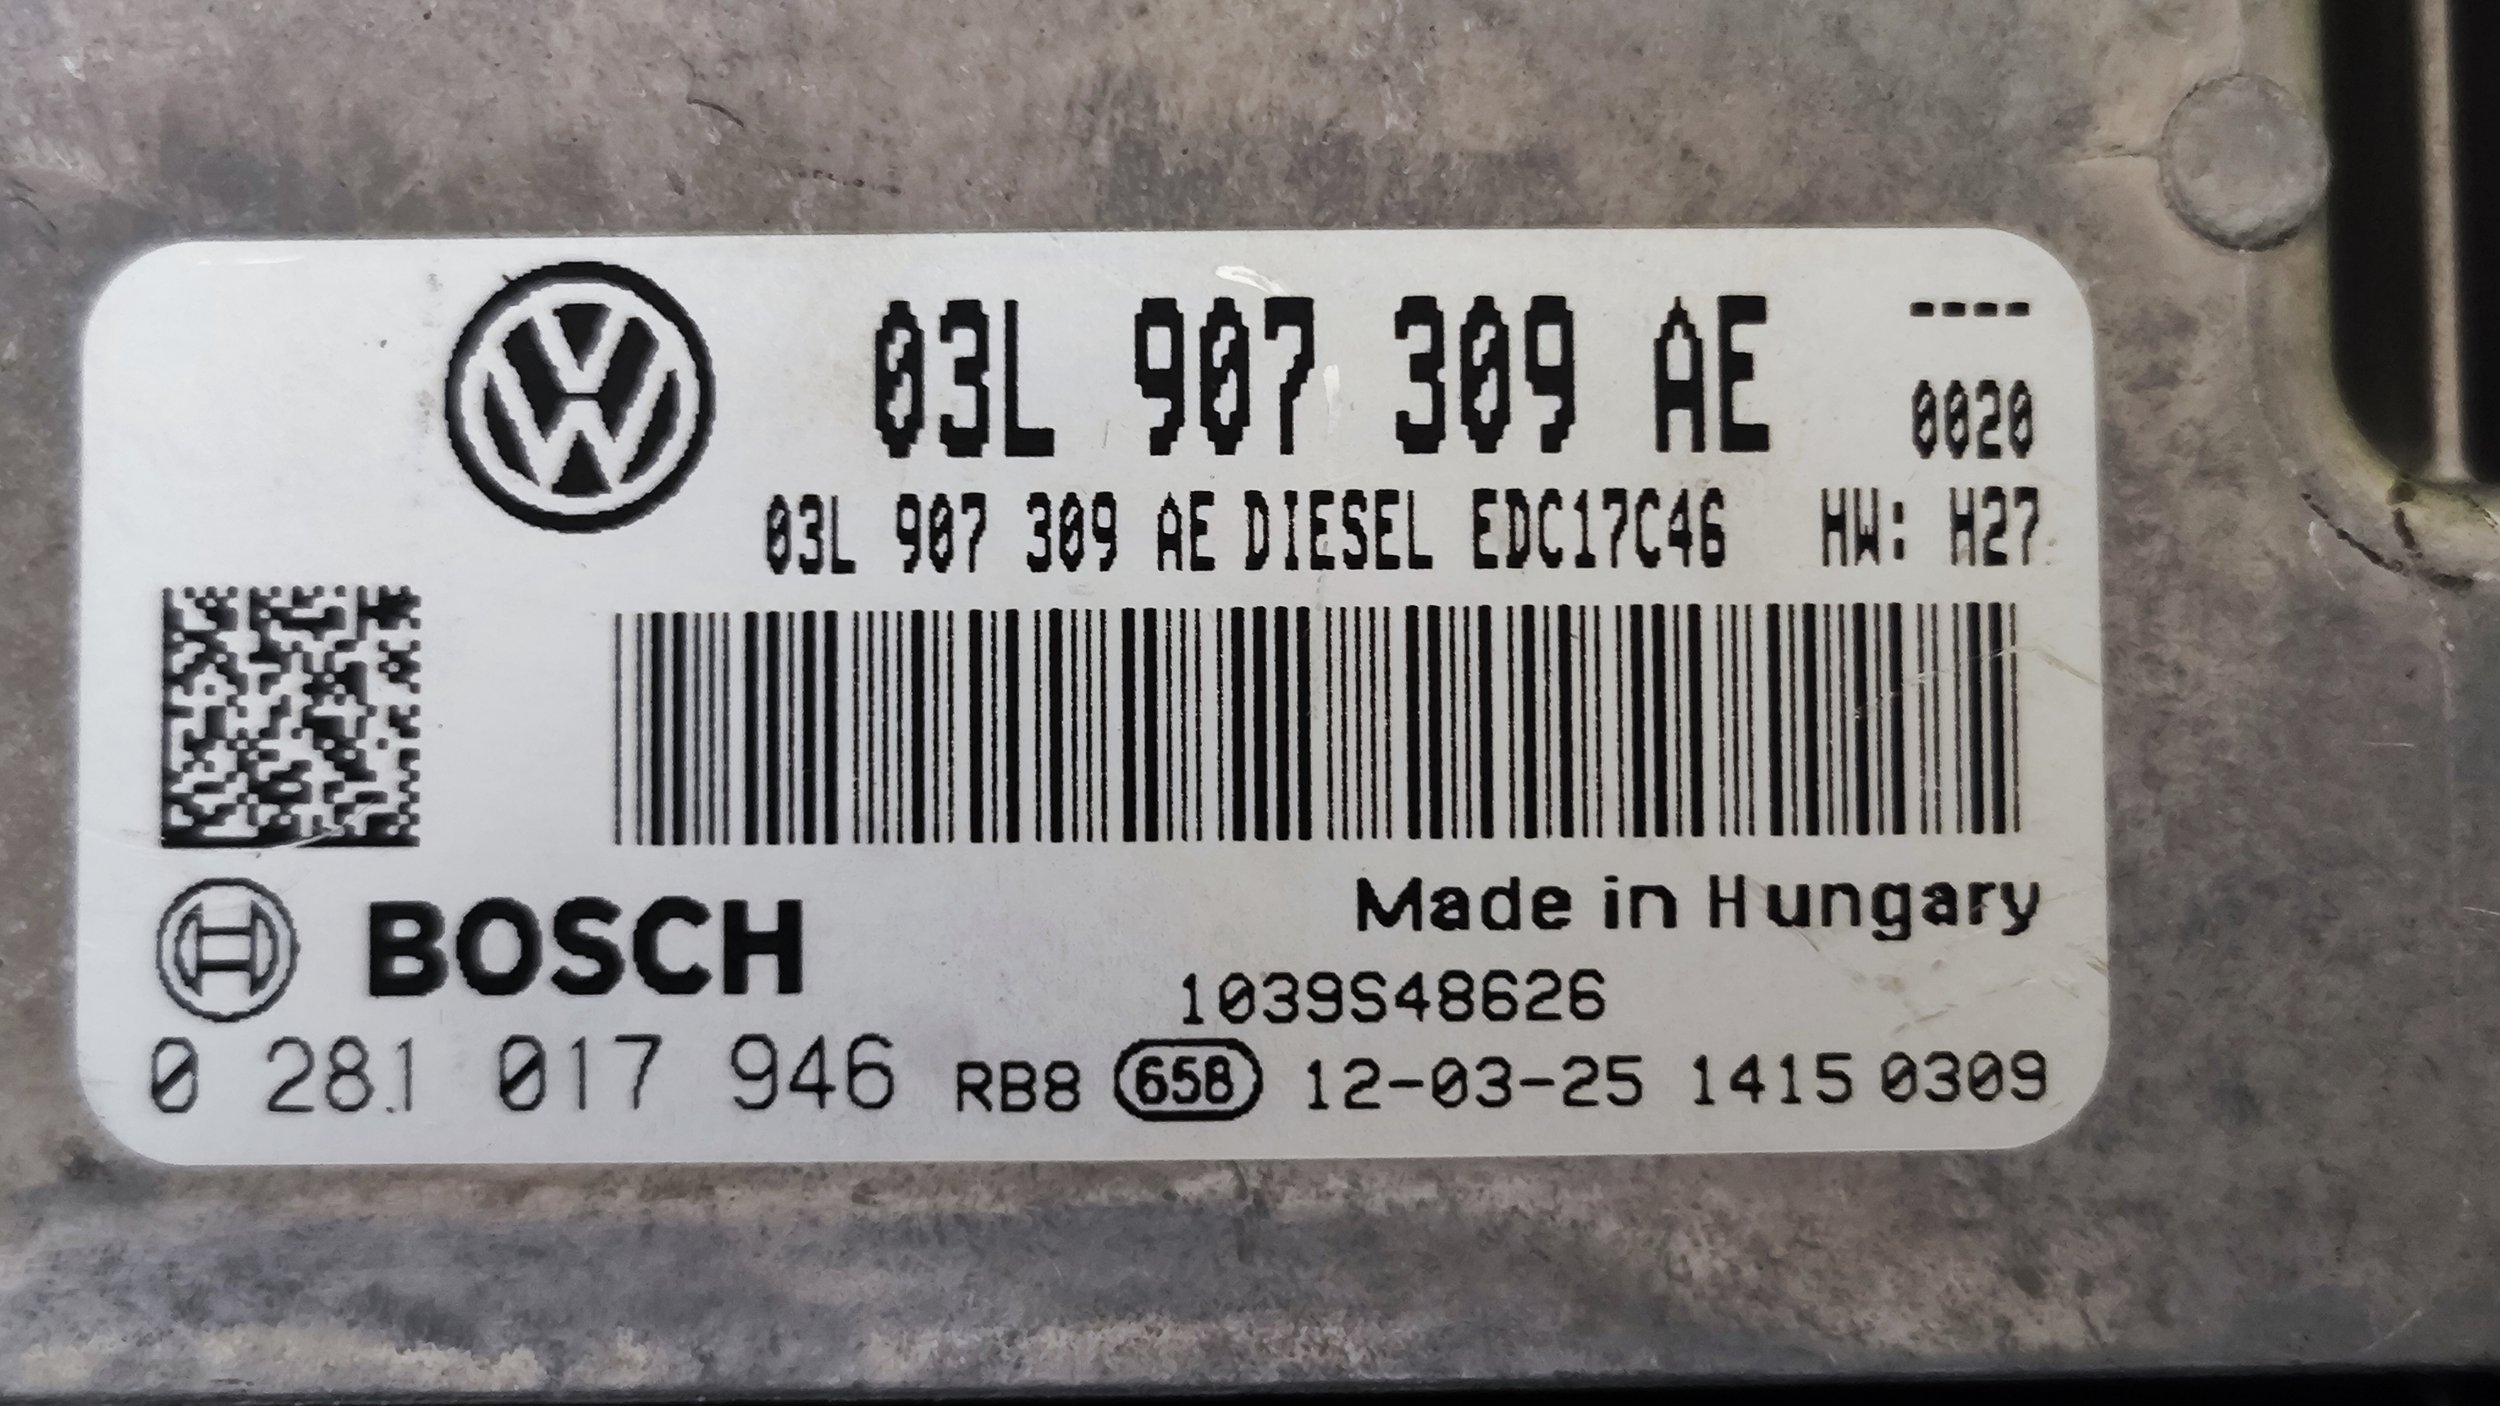 03L 907 309 AE ----
0020
03L 907 309 AE DIESEL EDC17C46 HW: H27
BOSCH
Made in Hungary
1039S48626
0 281 017 946 RB8 658 12-03-25 1415 0309